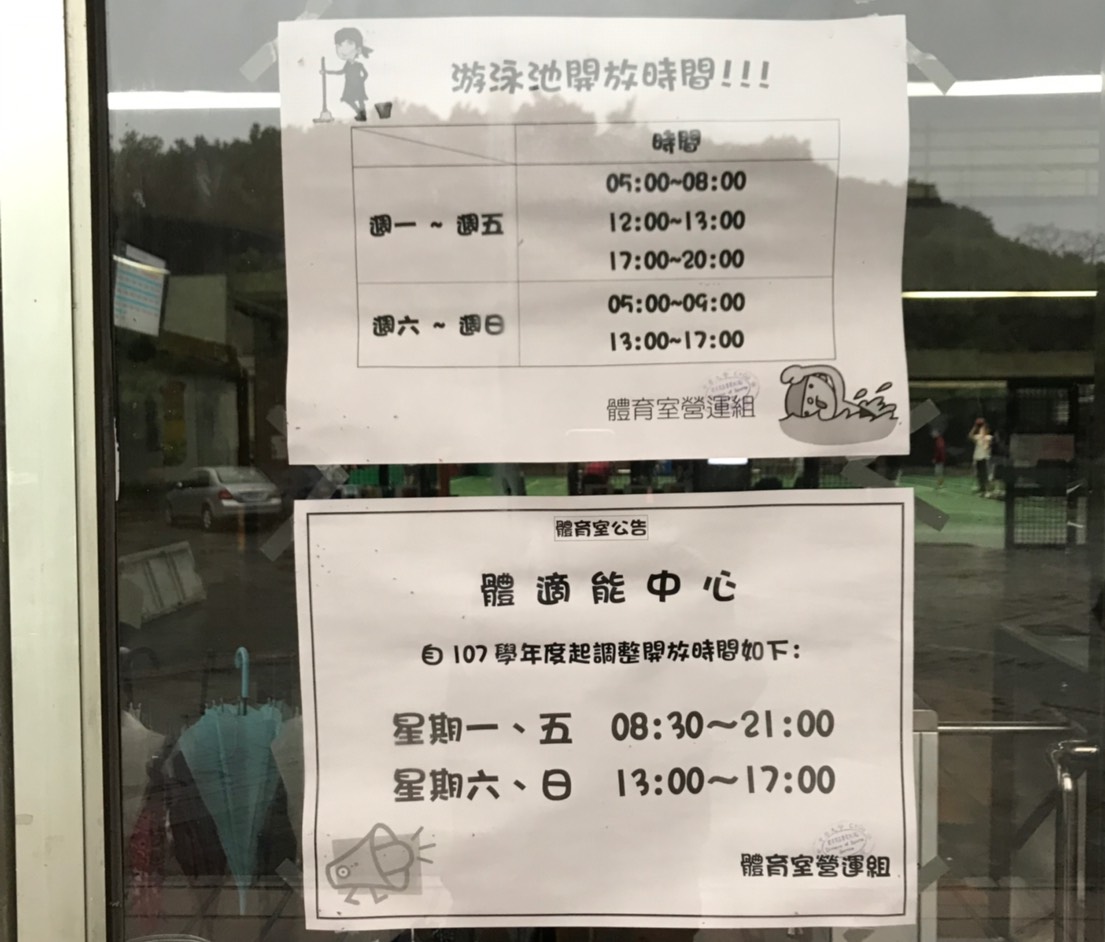 游泳池開放時間!!!
時間
週一 ~ 週五
05:00~08:00
12:00~13:00
17:00~20:00
週六 ~ 週日
05:00~09:00
13:00~17:00
體育室營運組
體育室公告
體適能中心
自107學年度起調整開放時間如下:
星期一、五 08:30~21:00
星期六、日 13:00~17:00
體育室營運組